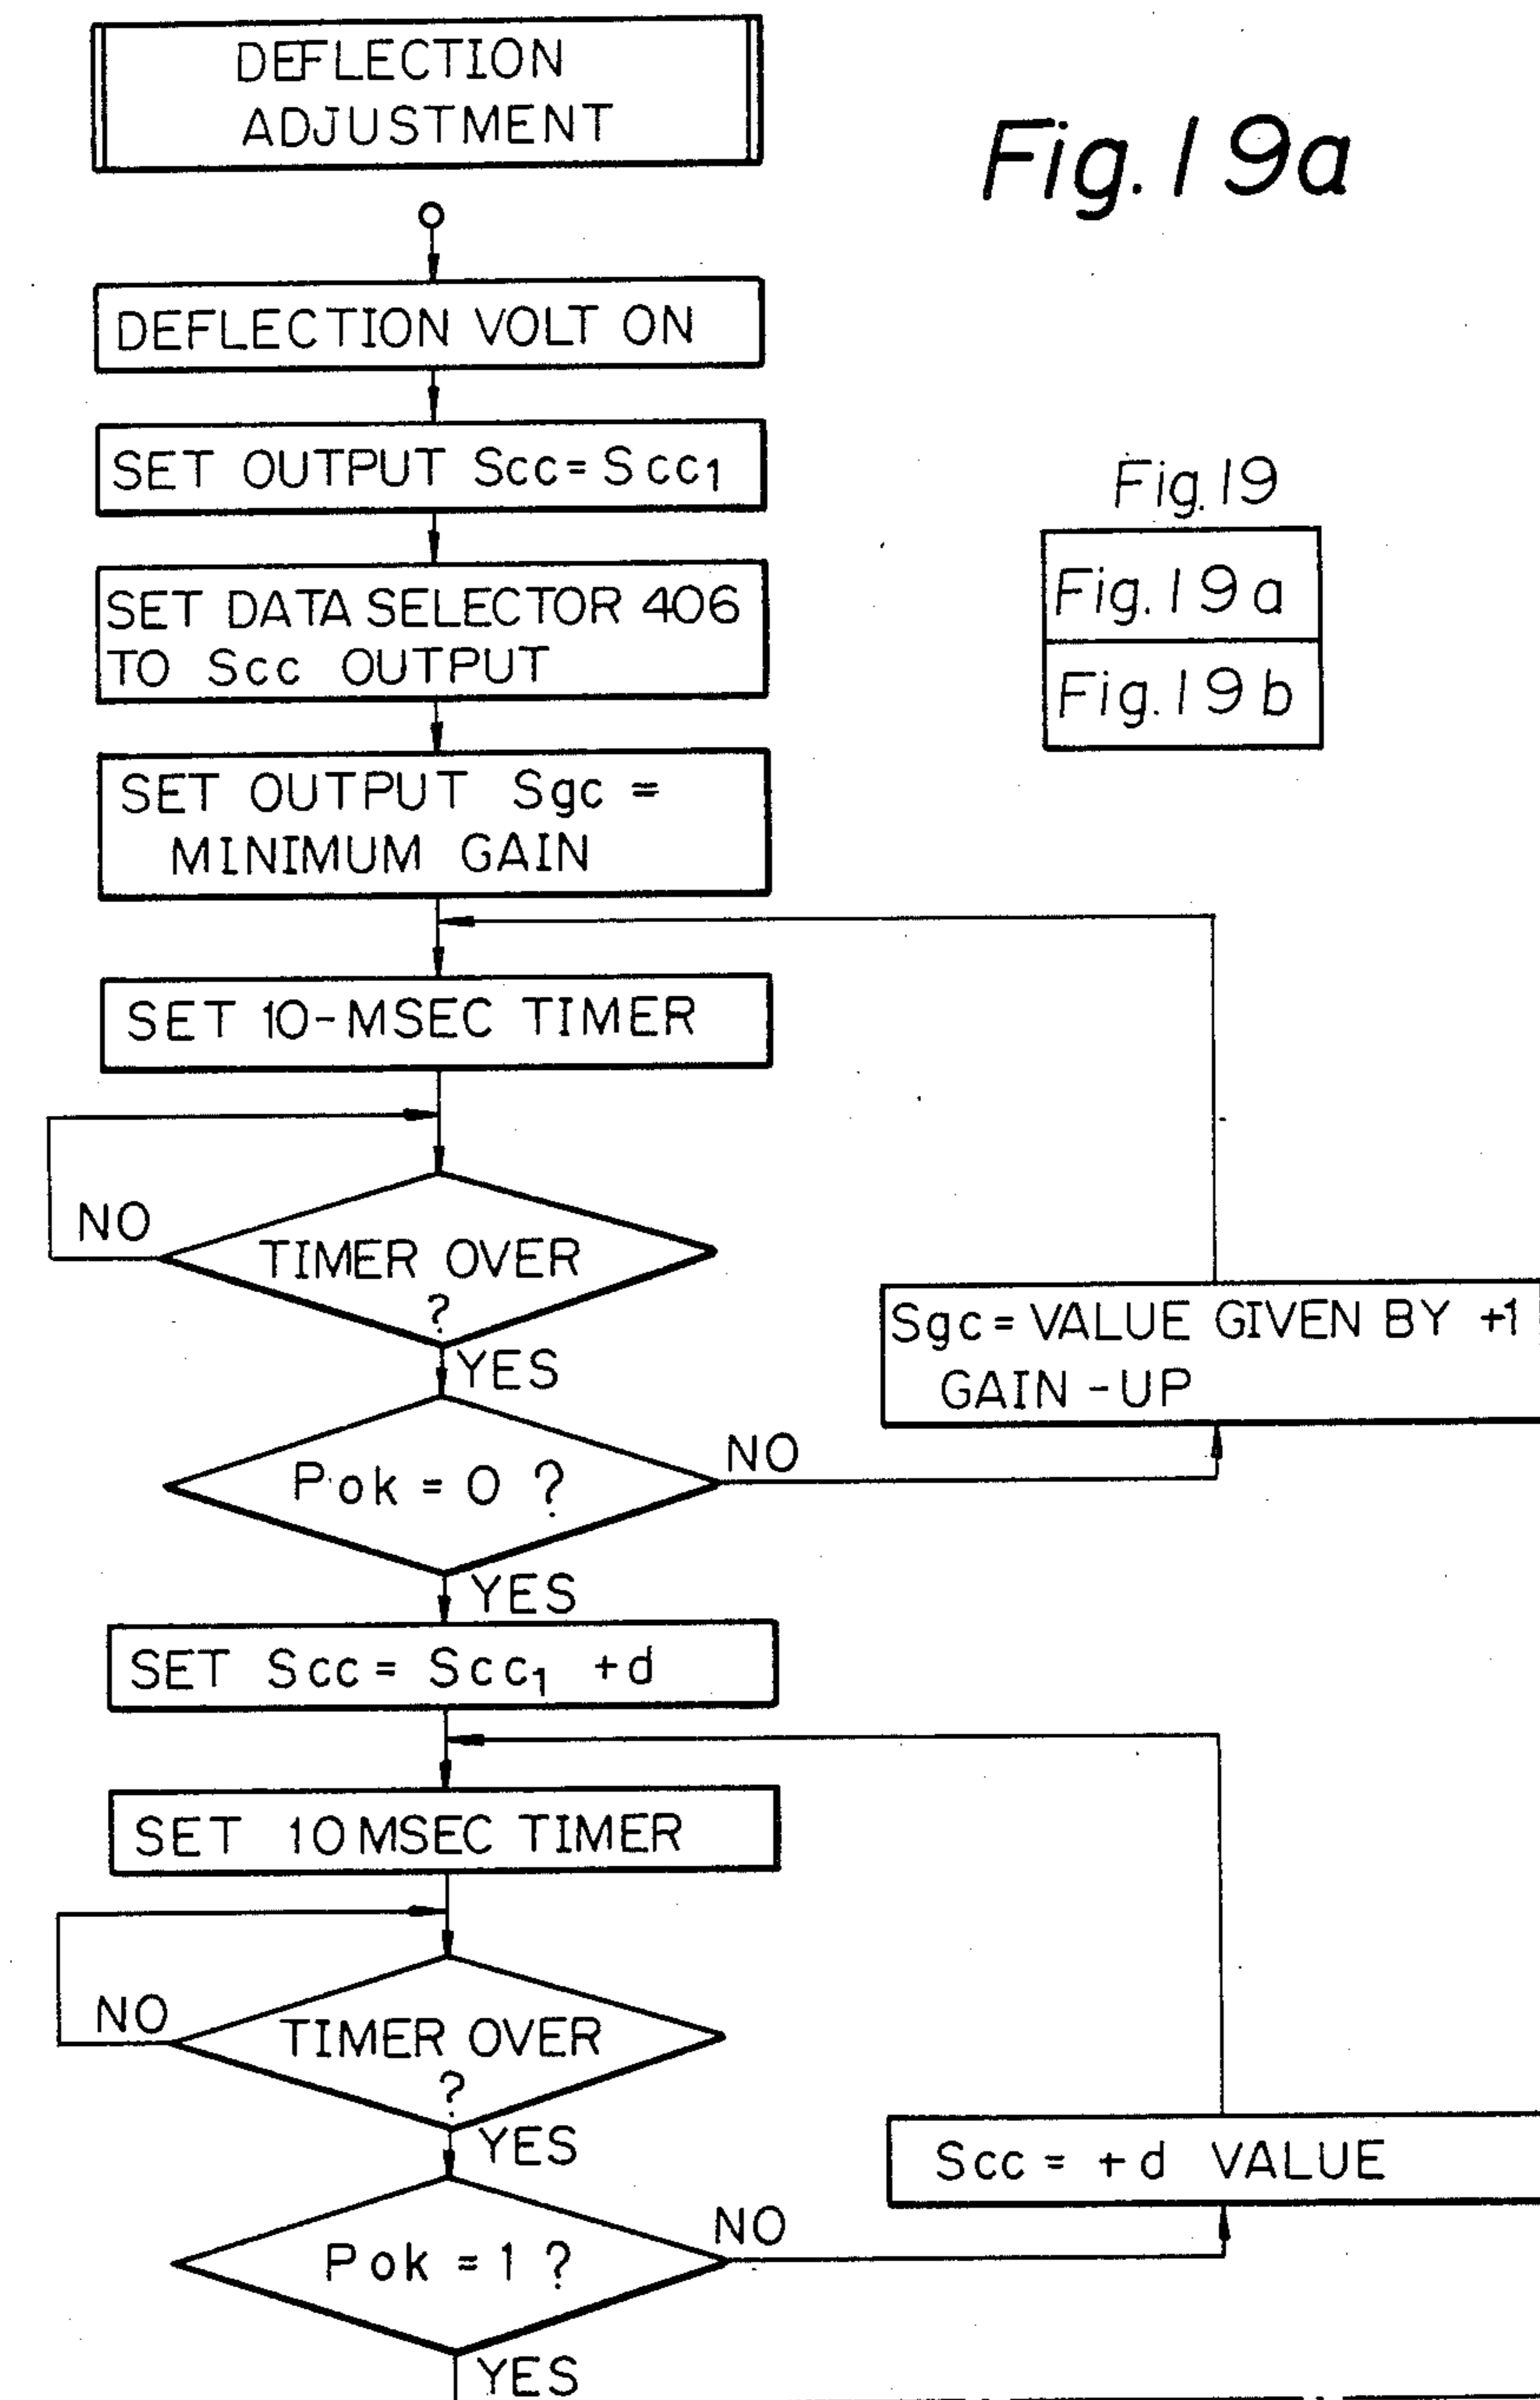 DEFLECTION
ADJUSTMENT
Fig. 19a
DEFLECTION VOLT ON
SET OUTPUT Scc = Scc1
Fig. 19
Fig. 19a
Fig. 19b
SET DATA SELECTOR 406
TO Scc OUTPUT
SET OUTPUT Sgc =
MINIMUM GAIN
SET 10-MSEC TIMER
NO
TIMER OVER
?
YES
Sgc = VALUE GIVEN BY +1
GAIN-UP
Pok = 0 ?
NO
YES
SET Scc = Scc1 +d
SET 10 MSEC TIMER
NO
TIMER OVER
?
YES
Scc = +d VALUE
Pok = 1 ?
NO
YES